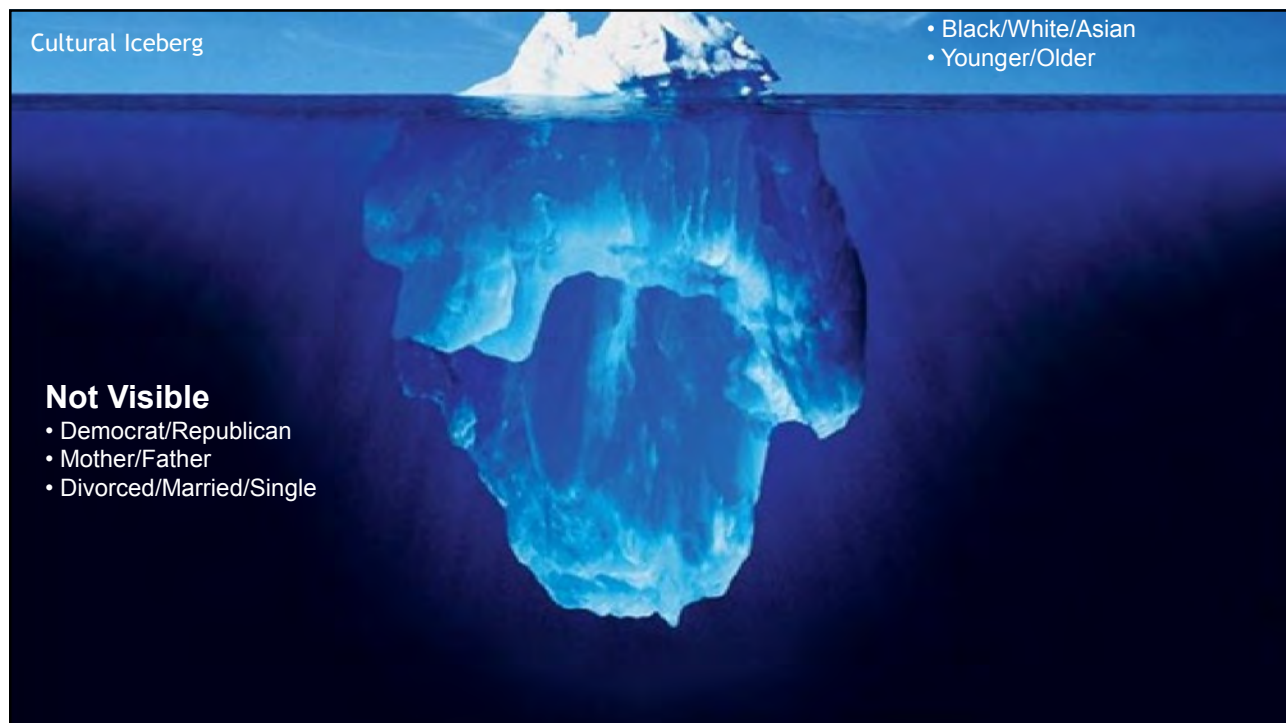 Cultural Iceberg
• Black/White/Asian
• Younger/Older
Not Visible
• Democrat/Republican
• Mother/Father
• Divorced/Married/Single